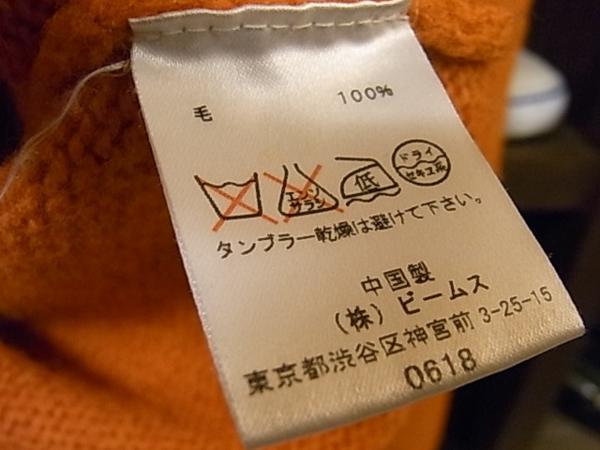 毛 100%
エンソ
サラシ
低
ドライ
セキユ系
タンブラー乾燥は避けて下さい。
中国製
(株) ビームス
東京都渋谷区神宮前 3-25-15
0618